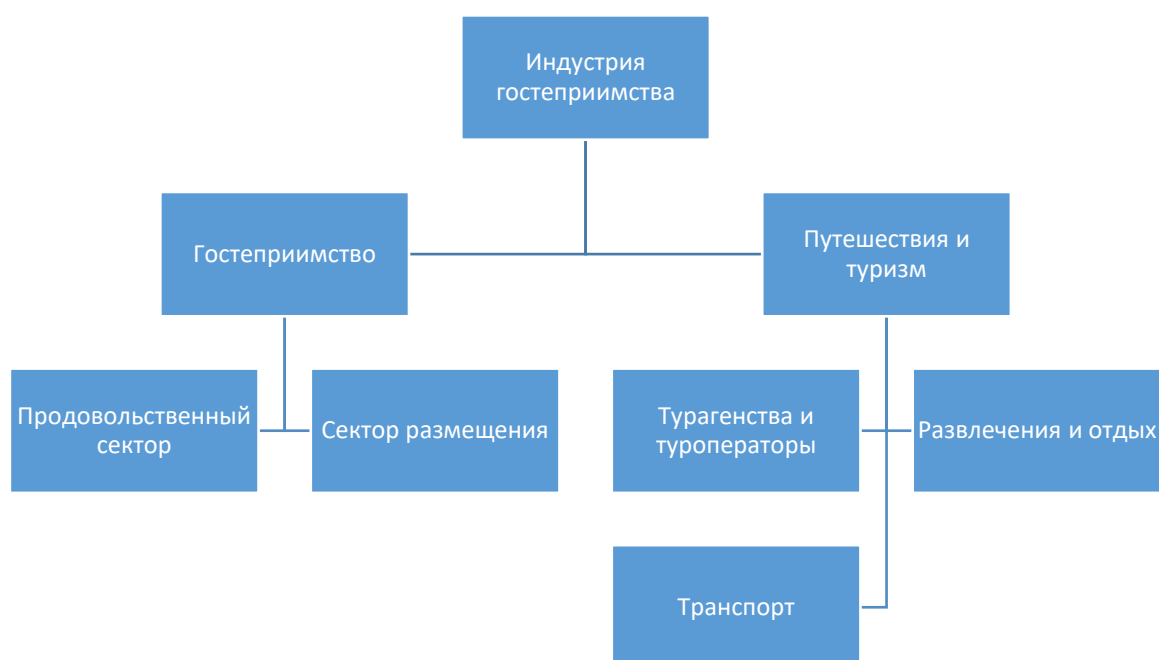 Индустрия
гостеприимства
Гостеприимство
Путешествия и
туризм
Продовольственный
сектор
Сектор размещения
Турагенства и
туроператоры
Развлечения и отдых
Транспорт